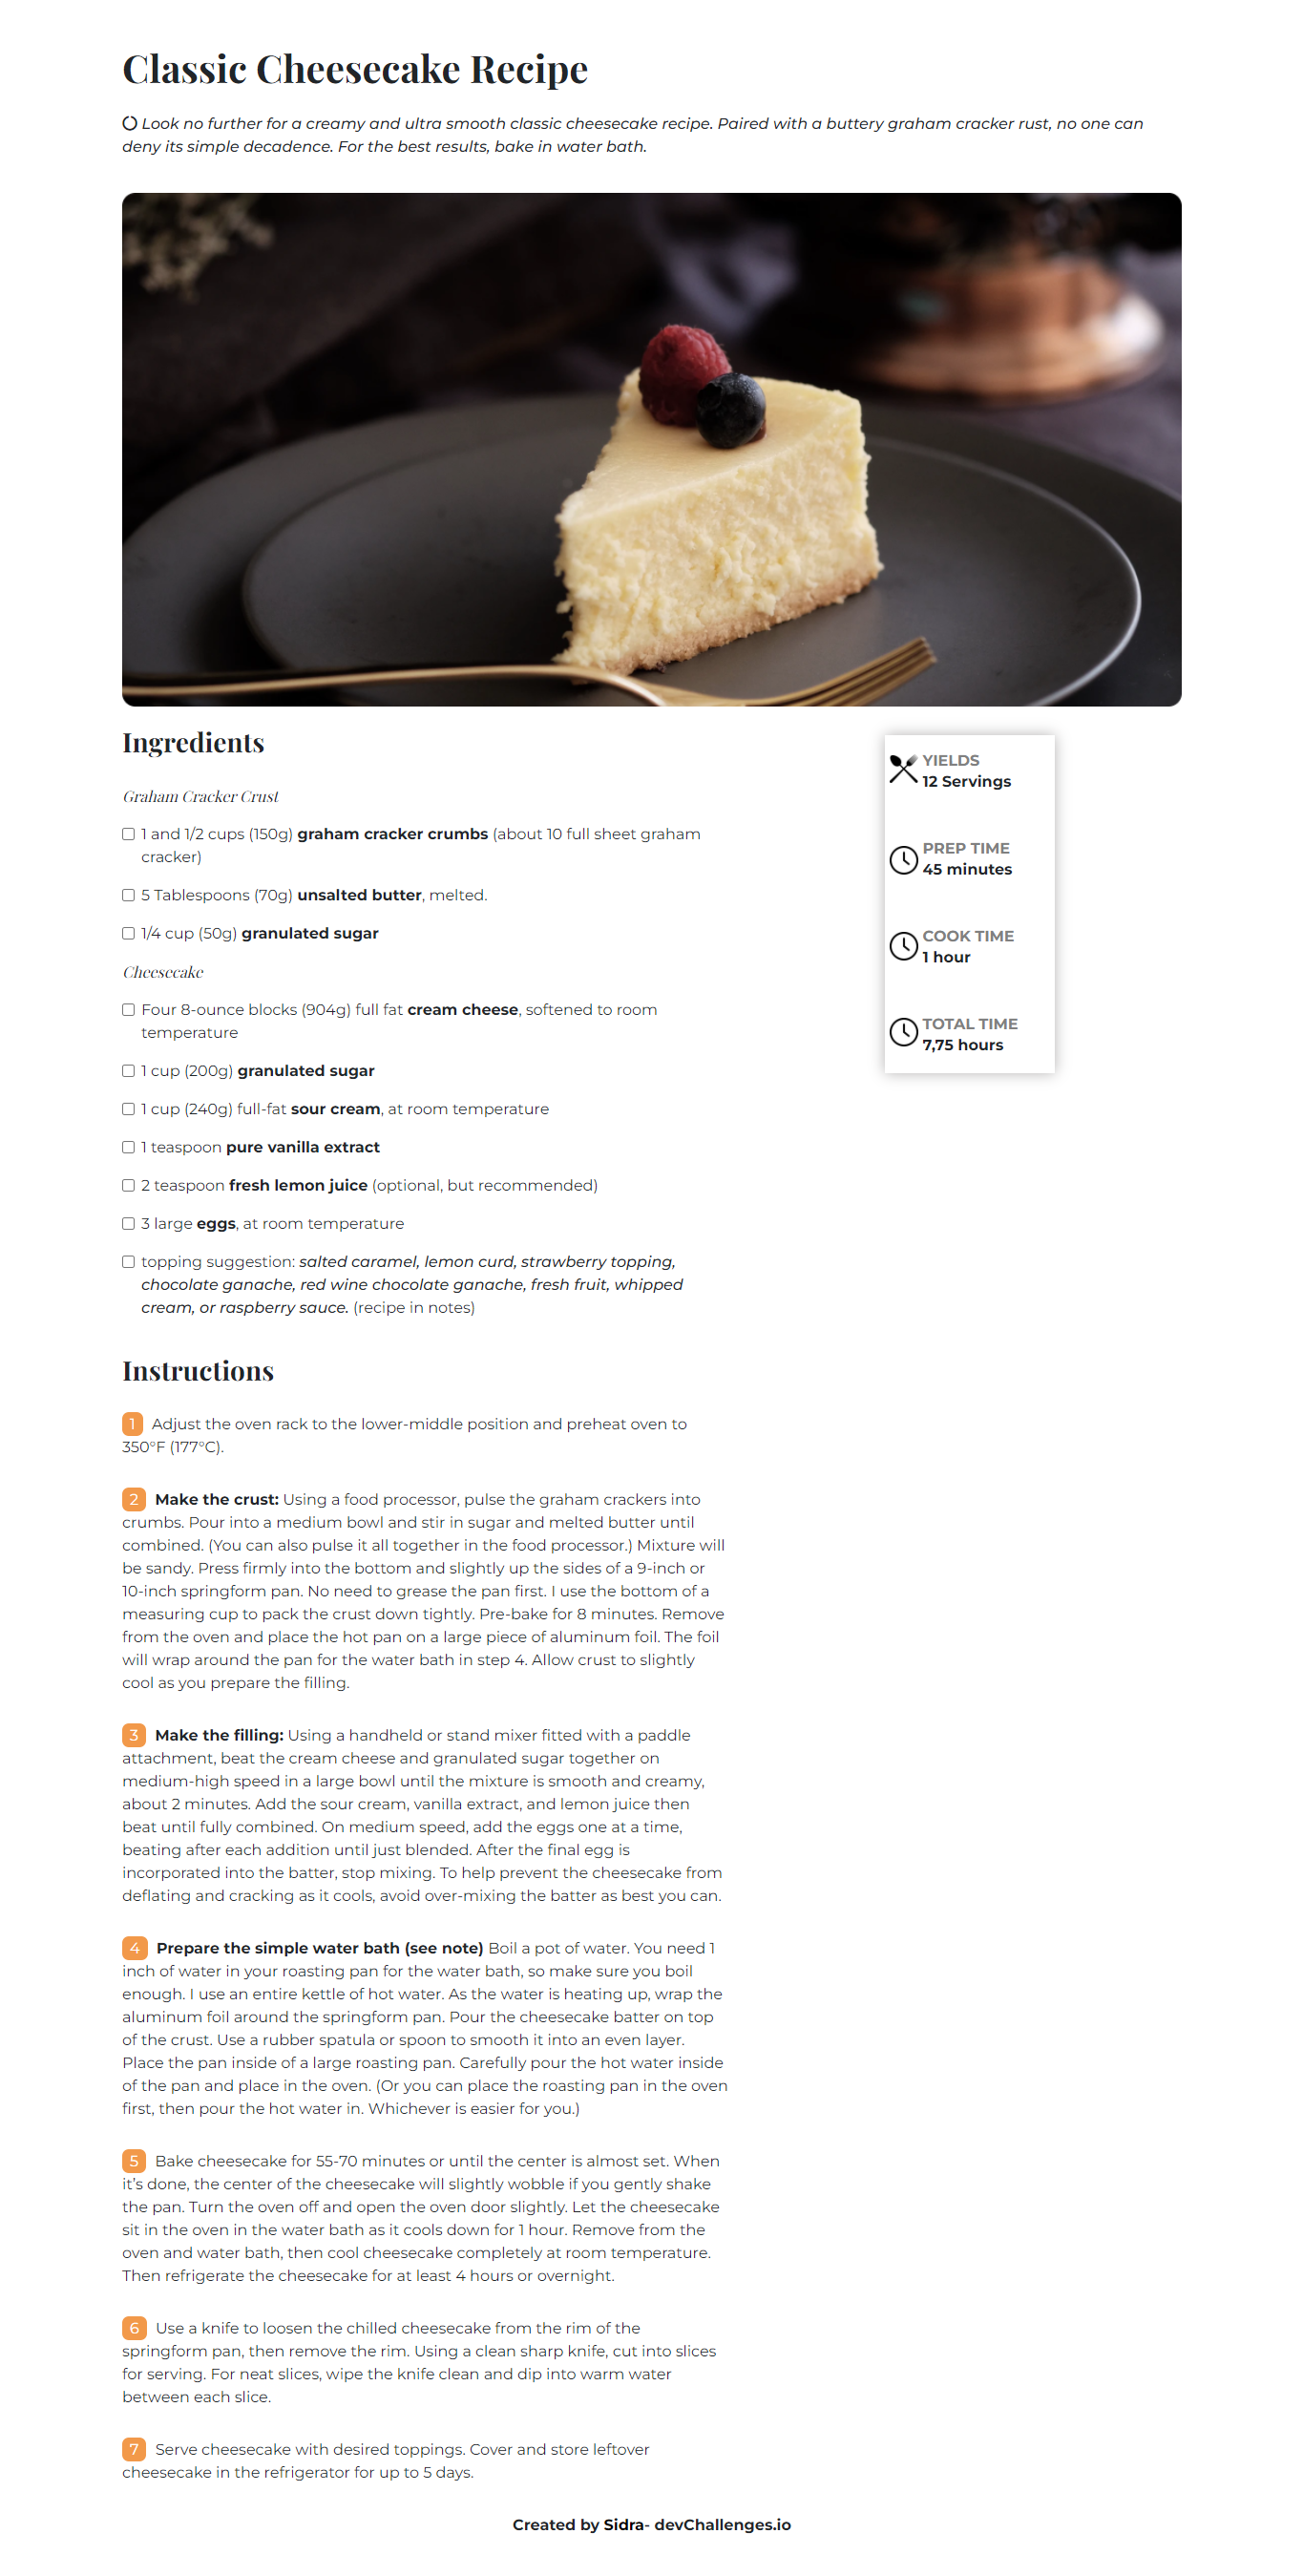 Classic Cheesecake Recipe
Look no further for a creamy and ultra smooth classic cheesecake recipe. Paired with a buttery graham cracker rust, no one can
deny its simple decadence. For the best results, bake in water bath.
Ingredients
Graham Cracker Crust
1 and 1/2 cups (150g) graham cracker crumbs (about 10 full sheet graham
cracker)
5 Tablespoons (70g) unsalted butter, melted.
1/4 cup (50g) granulated sugar
Cheesecake
Four 8-ounce blocks (904g) full fat cream cheese, softened to room
temperature
1 cup (200g) granulated sugar
1 cup (240g) full-fat sour cream, at room temperature
1 teaspoon pure vanilla extract
2 teaspoon fresh lemon juice (optional, but recommended)
3 large eggs, at room temperature
topping suggestion: salted caramel, lemon curd, strawberry topping,
chocolate ganache, red wine chocolate ganache, fresh fruit, whipped
cream, or raspberry sauce. (recipe in notes)
YIELDS
12 Servings
PREP TIME
45 minutes
COOK TIME
1 hour
TOTAL TIME
7,75 hours
Instructions
1 Adjust the oven rack to the lower-middle position and preheat oven to
350°F (177°C).
2 Make the crust: Using a food processor, pulse the graham crackers into
crumbs. Pour into a medium bowl and stir in sugar and melted butter until
combined. (You can also pulse it all together in the food processor.) Mixture will
be sandy. Press firmly into the bottom and slightly up the sides of a 9-inch or
10-inch springform pan. No need to grease the pan first. I use the bottom of a
measuring cup to pack the crust down tightly. Pre-bake for 8 minutes. Remove
from the oven and place the hot pan on a large piece of aluminum foil. The foil
will wrap around the pan for the water bath in step 4. Allow crust to slightly
cool as you prepare the filling.
3 Make the filling: Using a handheld or stand mixer fitted with a paddle
attachment, beat the cream cheese and granulated sugar together on
medium-high speed in a large bowl until the mixture is smooth and creamy,
about 2 minutes. Add the sour cream, vanilla extract, and lemon juice then
beat until fully combined. On medium speed, add the eggs one at a time,
beating after each addition until just blended. After the final egg is
incorporated into the batter, stop mixing. To help prevent the cheesecake from
deflating and cracking as it cools, avoid over-mixing the batter as best you can.
4 Prepare the simple water bath (see note) Boil a pot of water. You need 1
inch of water in your roasting pan for the water bath, so make sure you boil
enough. I use an entire kettle of hot water. As the water is heating up, wrap the
aluminum foil around the springform pan. Pour the cheesecake batter on top
of the crust. Use a rubber spatula or spoon to smooth it into an even layer.
Place the pan inside of a large roasting pan. Carefully pour the hot water inside
of the pan and place in the oven. (Or you can place the roasting pan in the oven
first, then pour the hot water in. Whichever is easier for you.)
5 Bake cheesecake for 55-70 minutes or until the center is almost set. When
it's done, the center of the cheesecake will slightly wobble if you gently shake
the pan. Turn the oven off and open the oven door slightly. Let the cheesecake
sit in the oven in the water bath as it cools down for 1 hour. Remove from the
oven and water bath, then cool cheesecake completely at room temperature.
Then refrigerate the cheesecake for at least 4 hours or overnight.
6 Use a knife to loosen the chilled cheesecake from the rim of the
springform pan, then remove the rim. Using a clean sharp knife, cut into slices
for serving. For neat slices, wipe the knife clean and dip into warm water
between each slice.
7 Serve cheesecake with desired toppings. Cover and store leftover
cheesecake in the refrigerator for up to 5 days.
Created by Sidra- devChallenges.io